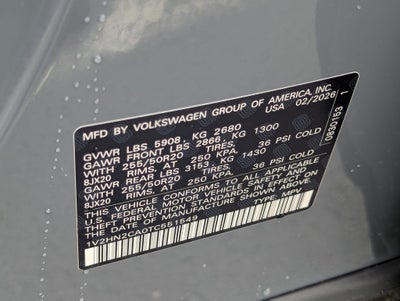 MFD BY VOLKSWAGEN GROUP OF AMERICA, INC.
USA 02/2026
GVWR LBS 5908, KG 2680
GAWR FRONT LBS 2866, KG 1300
WITH 255/50R20 TIRES,
8JX20 RIMS, AT 250 KPA, 36 PSI COLD
GAWR REAR LBS 3153, KG 1430
WITH 255/50R20 TIRES,
8JX20 RIMS, AT 250 KPA, 36 PSI COLD
THIS VEHICLE CONFORMS TO ALL APPLICABLE
U.S. FEDERAL MOTOR VEHICLE SAFETY AND
THEFT PREVENTION STANDARDS IN EFFECT ON
THE DATE OF MANUFACTURE SHOWN ABOVE.
TYPE: MPV
0830153 1